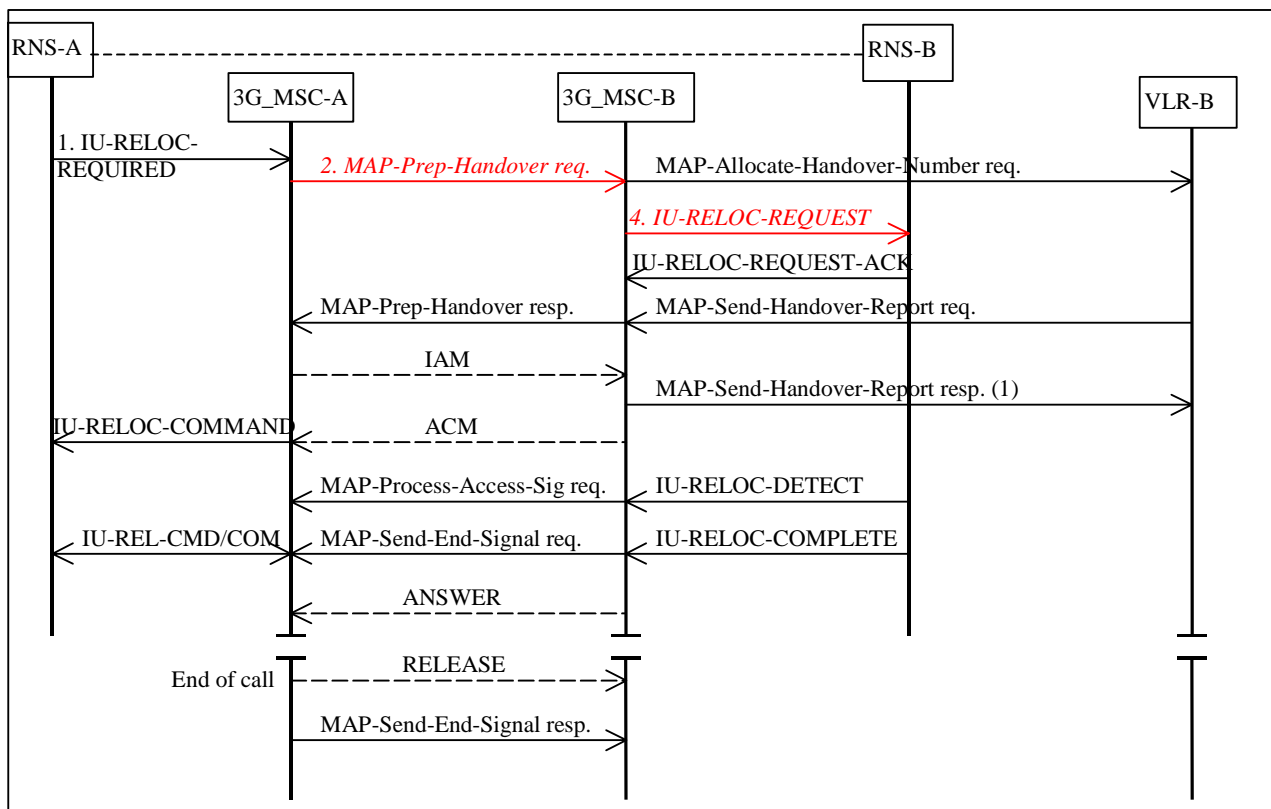 RNS-A
RNS-B
3G_MSC-A
3G_MSC-B
VLR-B
1. IU-RELOC-
REQUIRED
2. MAP-Prep-Handover req.
MAP-Allocate-Handover-Number req.
4. IU-RELOC-REQUEST
IU-RELOC-REQUEST-ACK
MAP-Prep-Handover resp.
MAP-Send-Handover-Report req.
IAM
MAP-Send-Handover-Report resp. (1)
IU-RELOC-COMMAND
ACM
MAP-Process-Access-Sig req.
IU-RELOC-DETECT
IU-REL-CMD/COM
MAP-Send-End-Signal req.
IU-RELOC-COMPLETE
ANSWER
RELEASE
End of call
MAP-Send-End-Signal resp.